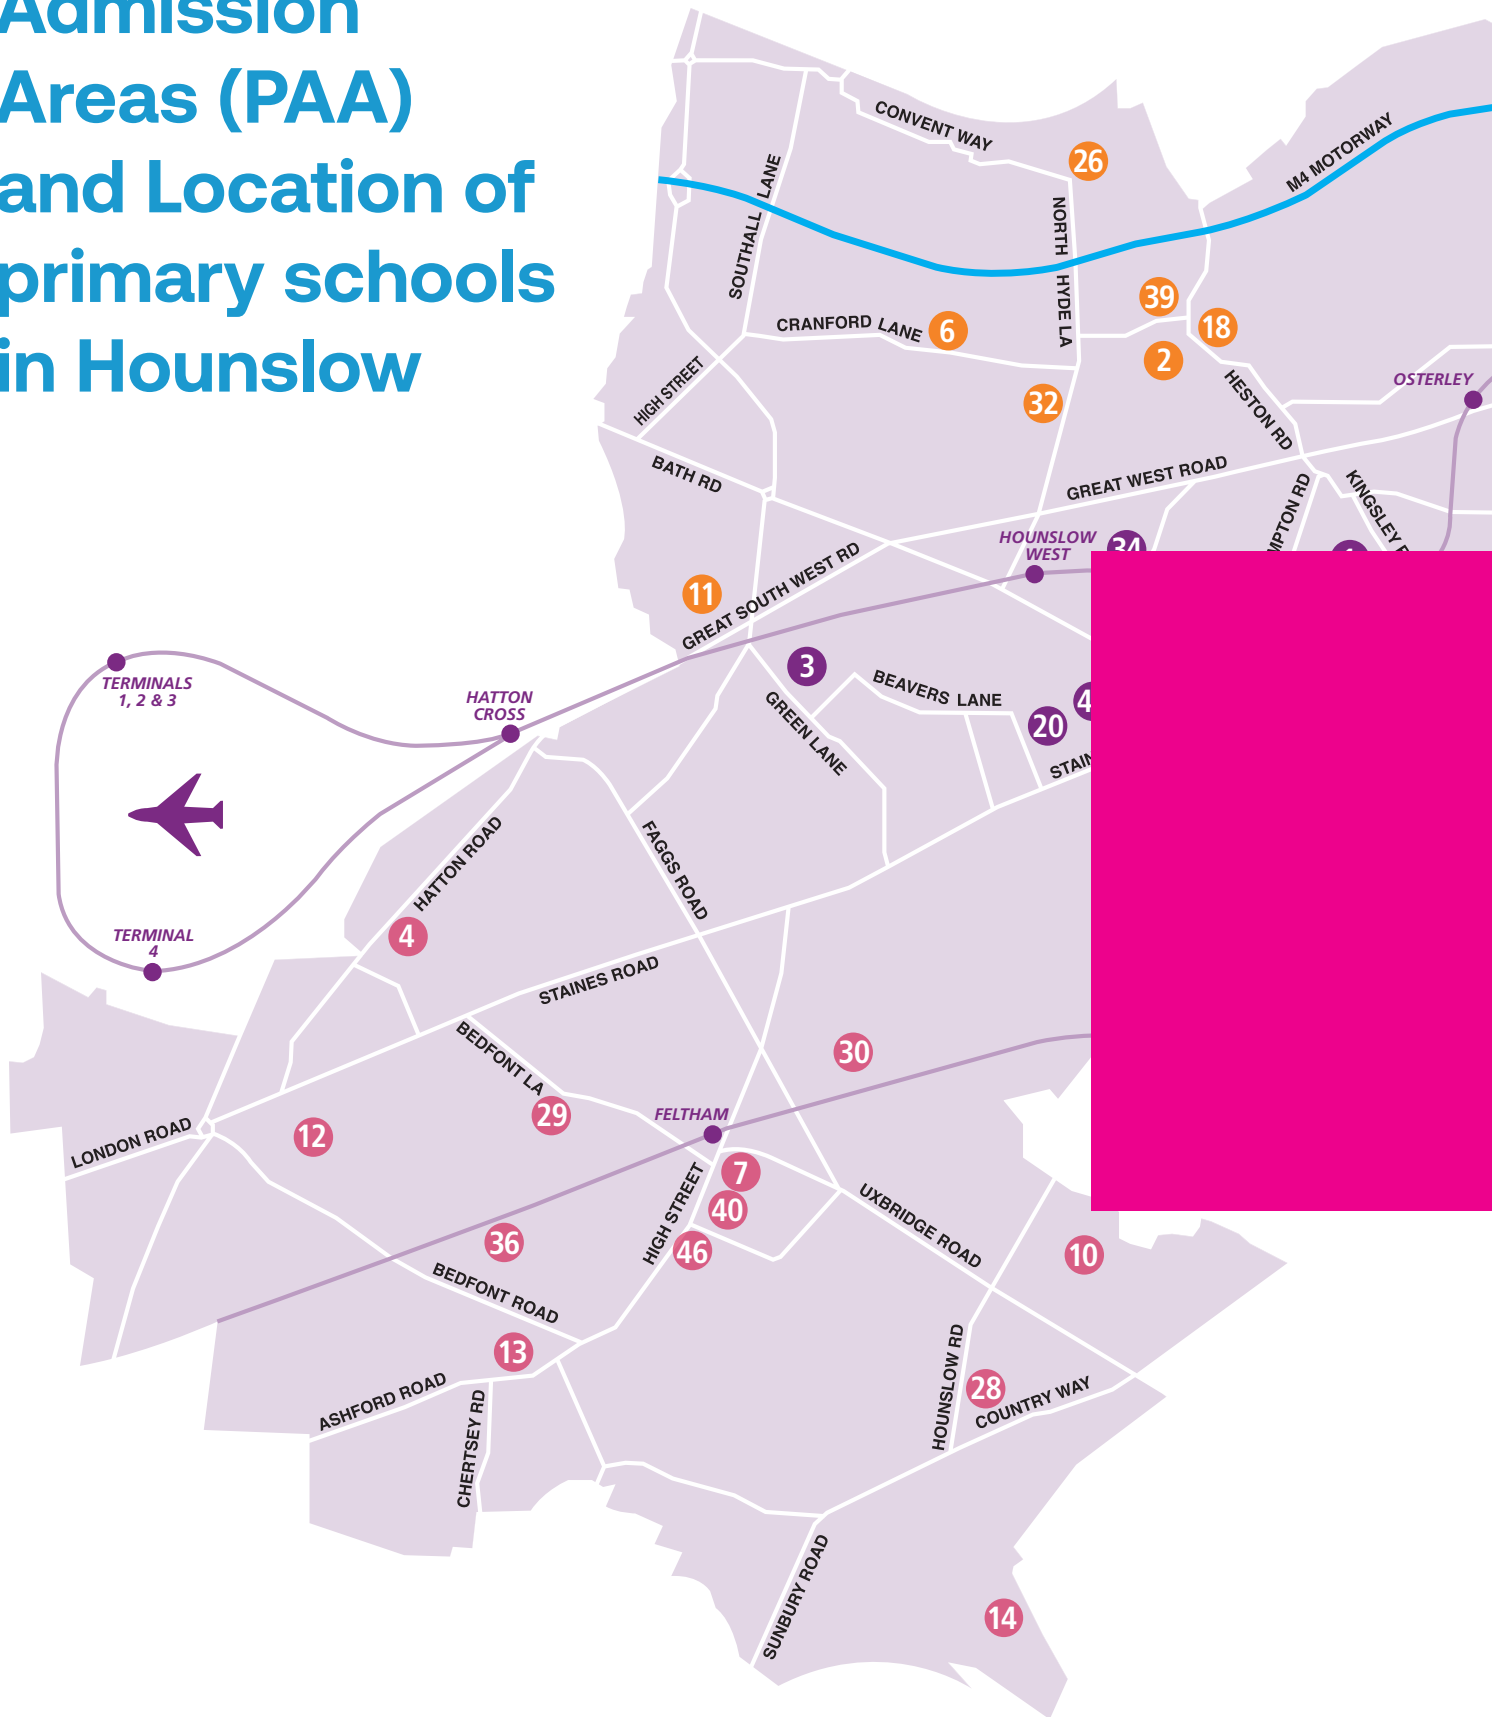 Admission
Areas (PAA)
and Location of
primary schools
in Hounslow
CONVENT WAY
26
M4 MOTORWAY
SOUTHALL LANE
NORTH HYDE LA
39
18
CRANFORD LANE
6
2
HIGH STREET
32
HESTON RD
OSTERLEY
BATH RD
GREAT WEST ROAD
KINGSLEY
HOUNSLOW
WEST
34
11
GREAT SOUTH WEST RD
3
BEAVERS LANE
TERMINALS
1, 2 & 3
HATTON
CROSS
GREEN LANE
20
HATTON ROAD
FAGGS ROAD
4
TERMINAL
4
STAINES ROAD
BEDFONT LA
30
29
FELTHAM
LONDON ROAD
12
7
40
HIGH STREET
46
UXBRIDGE ROAD
36
10
BEDFONT ROAD
13
HOUNSLOW RD
28
COUNTRY WAY
ASHFORD ROAD
CHERTSEY RD
SUNBURY ROAD
14